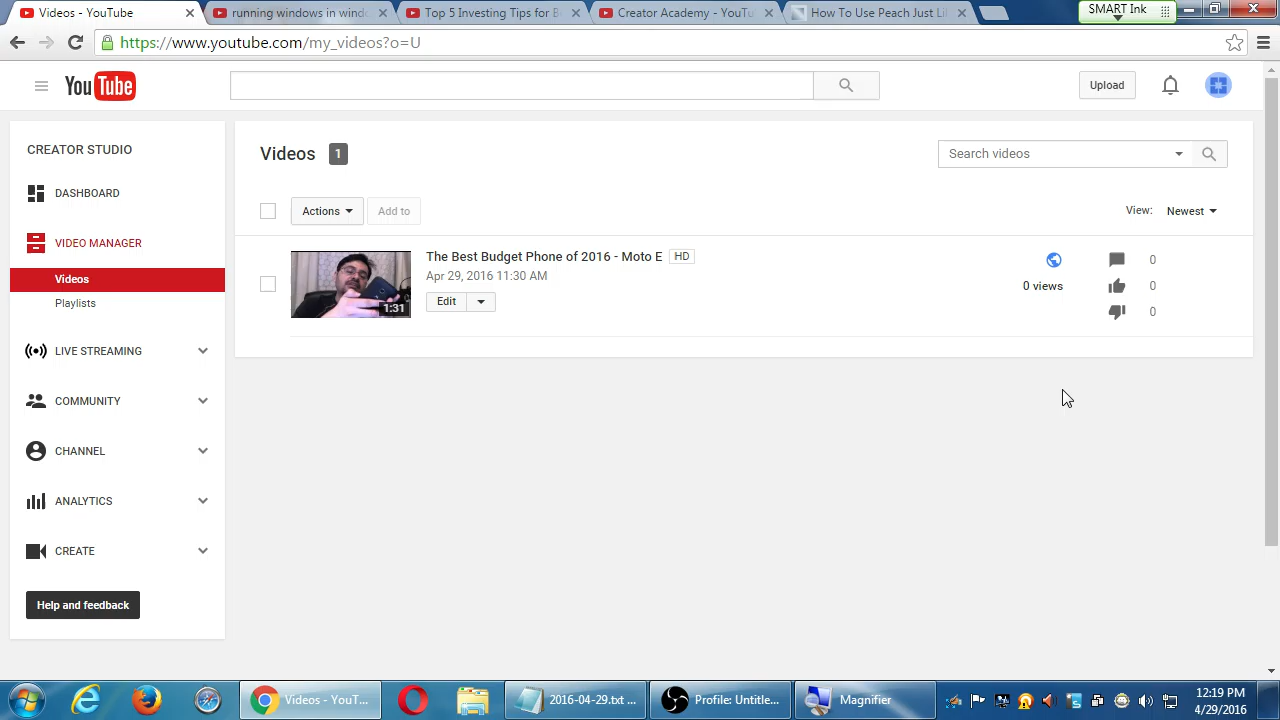 Videos - YouTube
running windows in wind
Top 5 Investing Tips for B
Creator Academy - YouTu
How To Use Peach Just Li
SMART Ink
https://www.youtube.com/my_videos?o=U
YouTube
Upload
CREATOR STUDIO
DASHBOARD
VIDEO MANAGER
Videos
Playlists
LIVE STREAMING
COMMUNITY
CHANNEL
ANALYTICS
CREATE
Help and feedback
Videos 1
Search videos
Actions
Add to
View: Newest
The Best Budget Phone of 2016 - Moto E HD
Apr 29, 2016 11:30 AM
Edit
1:31
0 views
0
0
0
Videos - YouT...
2016-04-29.txt ...
Profile: Untitle...
Magnifier
12:19 PM
4/29/2016